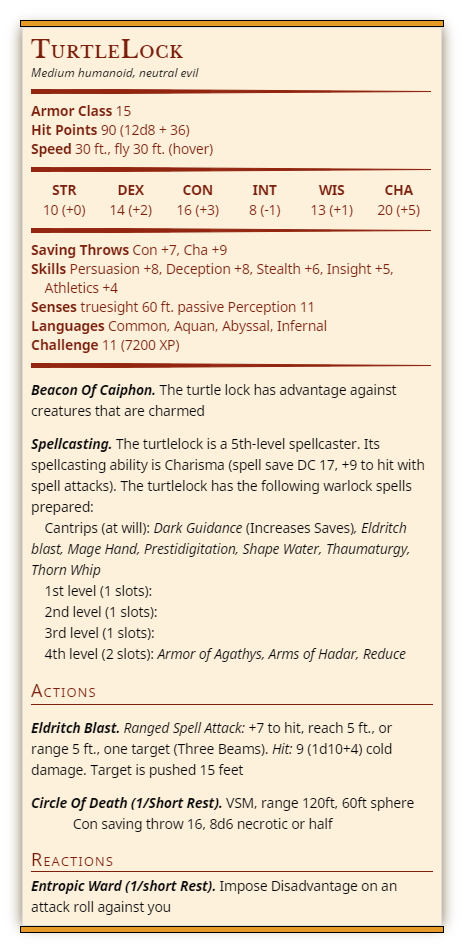 TurtleLock
Medium humanoid, neutral evil
Armor Class 15
Hit Points 90 (12d8 + 36)
Speed 30 ft., fly 30 ft. (hover)
STR DEX CON INT WIS CHA
10 (+0) 14 (+2) 16 (+3) 8 (-1) 13 (+1) 20 (+5)
Saving Throws Con +7, Cha +9
Skills Persuasion +8, Deception +8, Stealth +6, Insight +5,
Athletics +4
Senses truesight 60 ft. passive Perception 11
Languages Common, Aquan, Abyssal, Infernal
Challenge 11 (7200 XP)
Beacon Of Caiphon. The turtle lock has advantage against
creatures that are charmed
Spellcasting. The turtlelock is a 5th-level spellcaster. Its
spellcasting ability is Charisma (spell save DC 17, +9 to hit with
spell attacks). The turtlelock has the following warlock spells
prepared:
Cantrips (at will): Dark Guidance (Increases Saves), Eldritch
blast, Mage Hand, Prestidigitation, Shape Water, Thaumaturgy,
Thorn Whip
1st level (1 slots):
2nd level (1 slots):
3rd level (1 slots):
4th level (2 slots): Armor of Agathys, Arms of Hadar, Reduce
Actions
Eldritch Blast. Ranged Spell Attack: +7 to hit, reach 5 ft., or
range 5 ft., one target (Three Beams). Hit: 9 (1d10+4) cold
damage. Target is pushed 15 feet
Circle Of Death (1/Short Rest). VSM, range 120ft, 60ft sphere
Con saving throw 16, 8d6 necrotic or half
Reactions
Entropic Ward (1/short Rest). Impose Disadvantage on an
attack roll against you